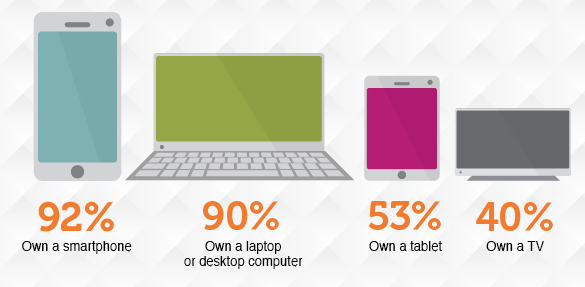 92%
Own a smartphone
90%
Own a laptop
or desktop computer
53%
Own a tablet
40%
Own a TV